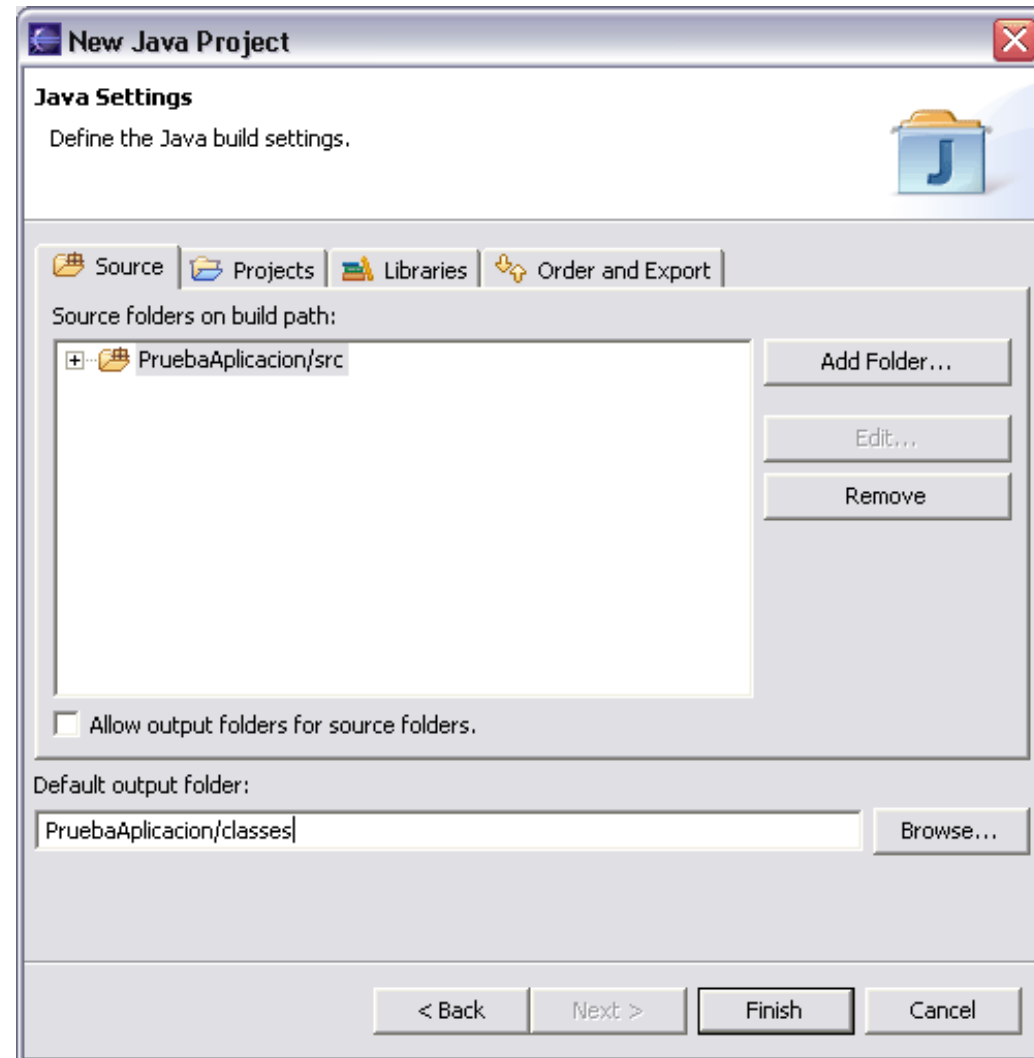 New Java Project
Java Settings
Define the Java build settings.
J
Source Projects Libraries Order and Export
Source folders on build path:
PruebaAplicacion/src
Add Folder...
Edit...
Remove
Allow output folders for source folders.
Default output folder:
PruebaAplicacion/classes
Browse...
< Back Next > Finish Cancel